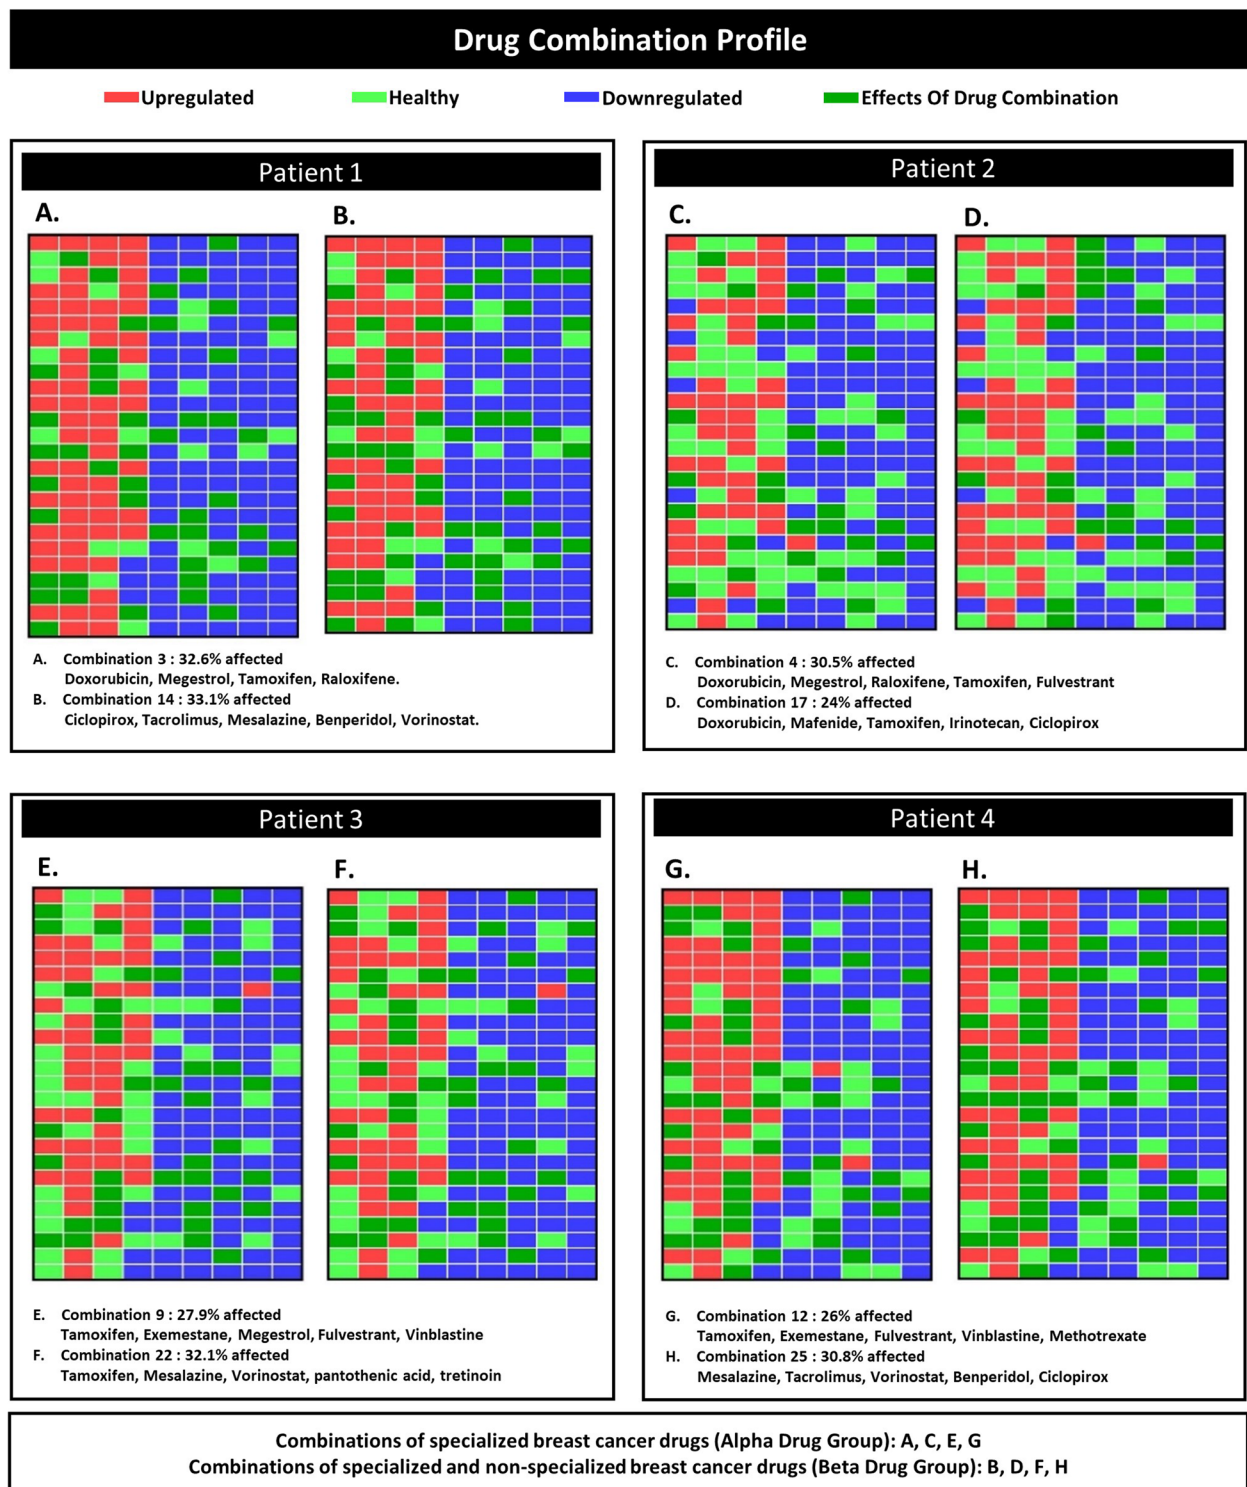 Drug Combination Profile
Upregulated
Healthy
Downregulated
Effects Of Drug Combination
Patient 1
A.
B.
A. Combination 3 : 32.6% affected
Doxorubicin, Megestrol, Tamoxifen, Raloxifene.
B. Combination 14 : 33.1% affected
Ciclopirox, Tacrolimus, Mesalazine, Benperidol, Vorinostat.
Patient 2
C.
D.
C. Combination 4 : 30.5% affected
Doxorubicin, Megestrol, Raloxifene, Tamoxifen, Fulvestrant
D. Combination 17 : 24% affected
Doxorubicin, Mafenide, Tamoxifen, Irinotecan, Ciclopirox
Patient 3
E.
F.
E. Combination 9 : 27.9% affected
Tamoxifen, Exemestane, Megestrol, Fulvestrant, Vinblastine
F. Combination 22 : 32.1% affected
Tamoxifen, Mesalazine, Vorinostat, pantothenic acid, tretinoin
Patient 4
G.
H.
G. Combination 12 : 26% affected
Tamoxifen, Exemestane, Fulvestrant, Vinblastine, Methotrexate
H. Combination 25 : 30.8% affected
Mesalazine, Tacrolimus, Vorinostat, Benperidol, Ciclopirox
Combinations of specialized breast cancer drugs (Alpha Drug Group): A, C, E, G
Combinations of specialized and non-specialized breast cancer drugs (Beta Drug Group): B, D, F, H